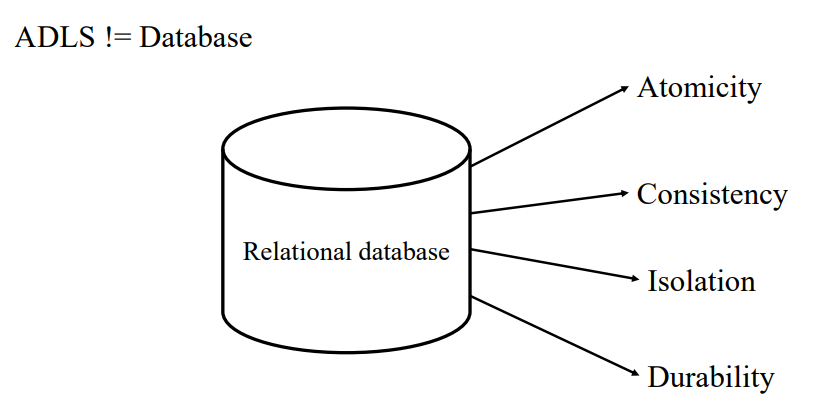 ADLS != Database
Atomicity
Consistency
Relational database
Isolation
Durability